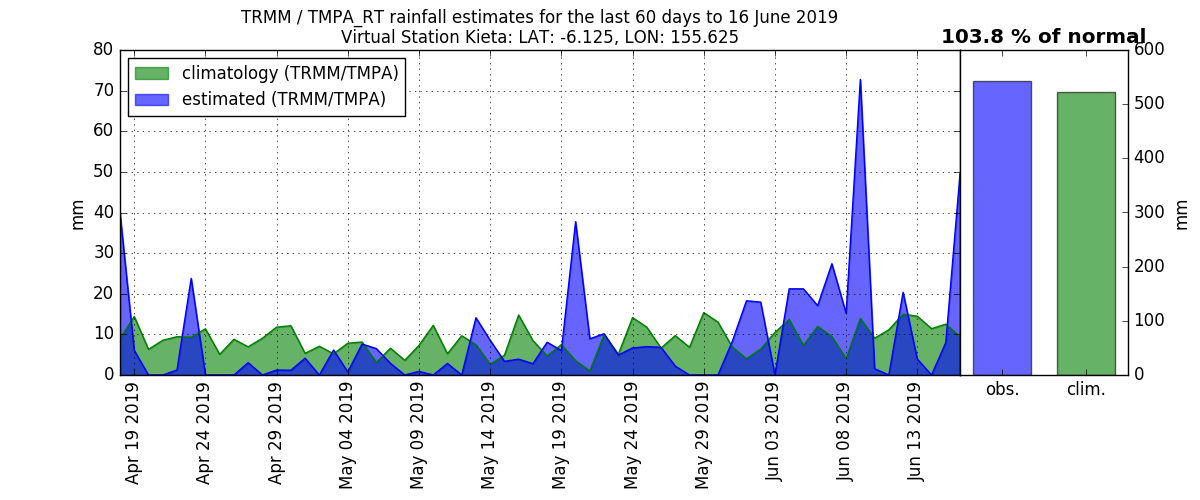 TRMM / TMPA_RT rainfall estimates for the last 60 days to 16 June 2019
Virtual Station Kieta: LAT: -6.125, LON: 155.625
103.8 % of normal
climatology (TRMM/TMPA)
estimated (TRMM/TMPA)
80
70
60
50
40
30
20
10
0
mm
Apr 19 2019
Apr 24 2019
Apr 29 2019
May 04 2019
May 09 2019
May 14 2019
May 19 2019
May 24 2019
May 29 2019
Jun 03 2019
Jun 08 2019
Jun 13 2019
obs.
clim.
600
500
400
300
200
100
0
mm